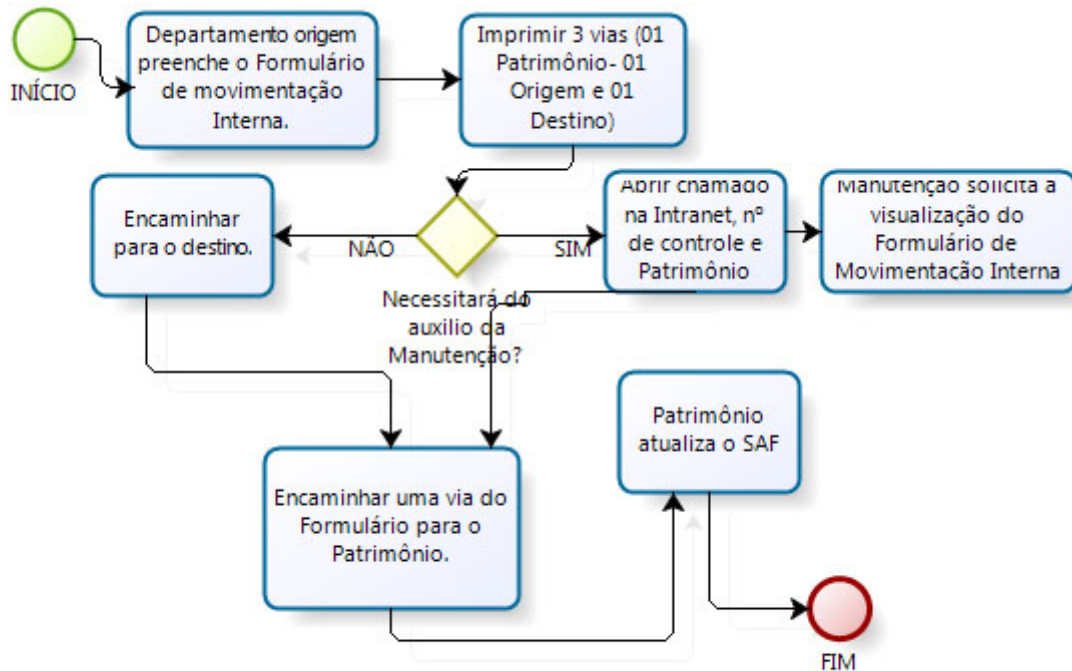 INÍCIO
Departamento origem
preenche o Formulário
de movimentação
Interna.
Imprimir 3 vias (01
Patrimônio- 01
Origem e 01
Destino)
Encaminhar
para o destino.
NÃO
SIM
Necessitará do
auxilio da
Manutenção?
Abrir chamado
na Intranet, nº
de controle e
Patrimônio
Manutenção solicita a
visualização do
Formulário de
Movimentação Interna
Encaminhar uma via do
Formulário para o
Patrimônio.
Patrimônio
atualiza o SAF
FIM